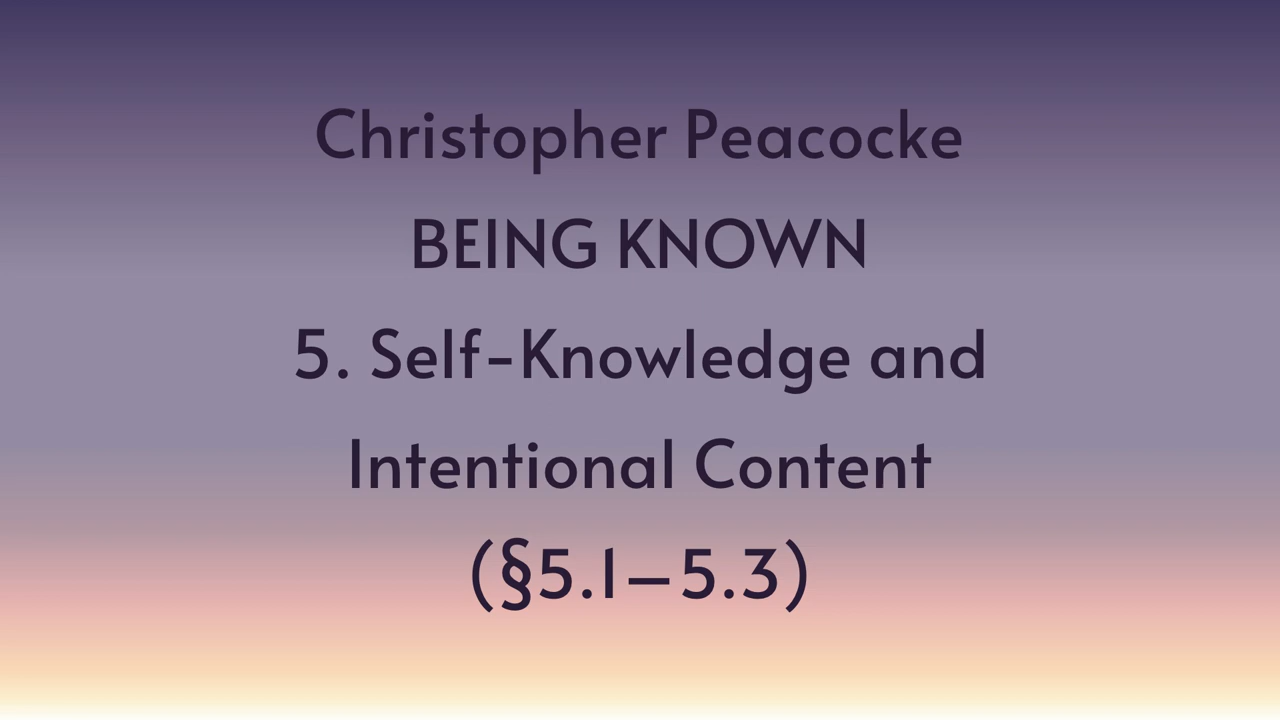 Christopher Peacocke
BEING KNOWN
5. Self-Knowledge and
Intentional Content
(§5.1–5.3)